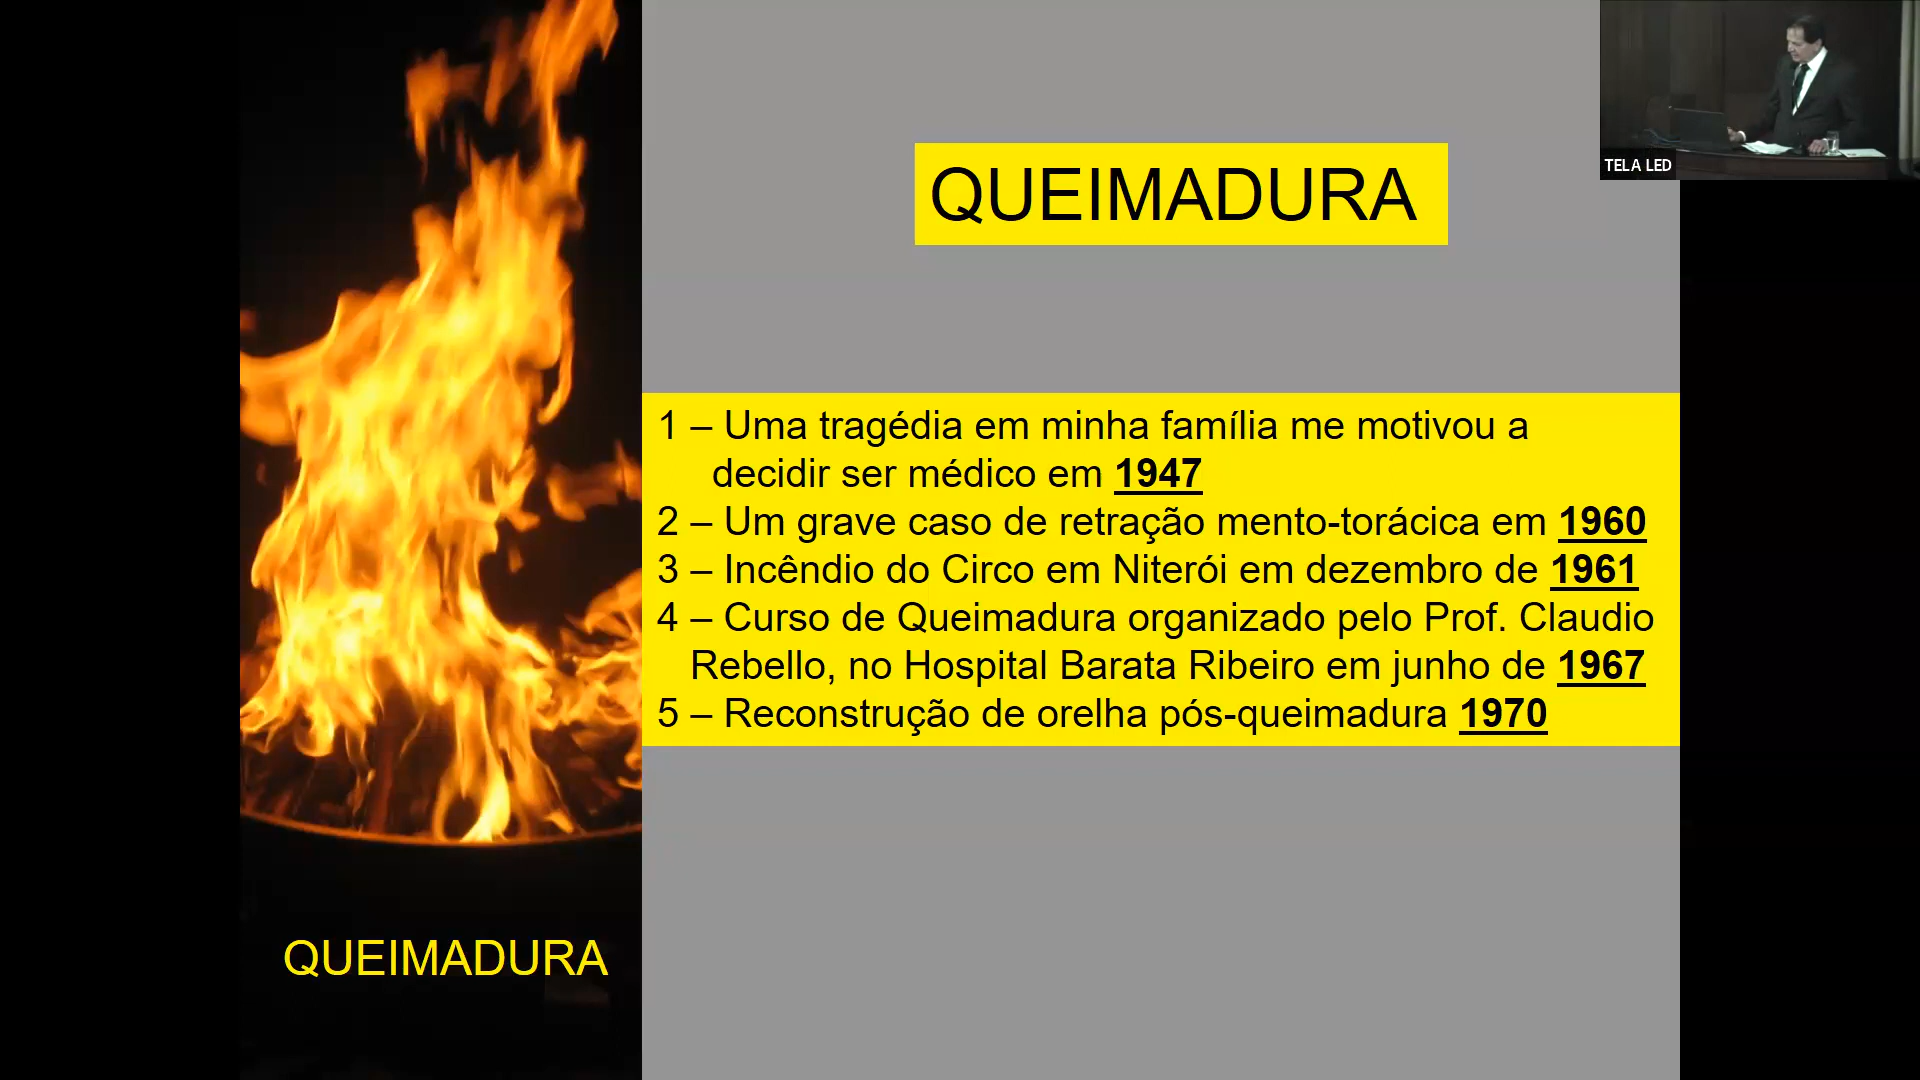 TELA LED
QUEIMADURA
1 – Uma tragédia em minha família me motivou a
decidir ser médico em 1947
2 – Um grave caso de retração mento-torácica em 1960
3 – Incêndio do Circo em Niterói em dezembro de 1961
4 – Curso de Queimadura organizado pelo Prof. Claudio
Rebello, no Hospital Barata Ribeiro em junho de 1967
5 – Reconstrução de orelha pós-queimadura 1970
QUEIMADURA